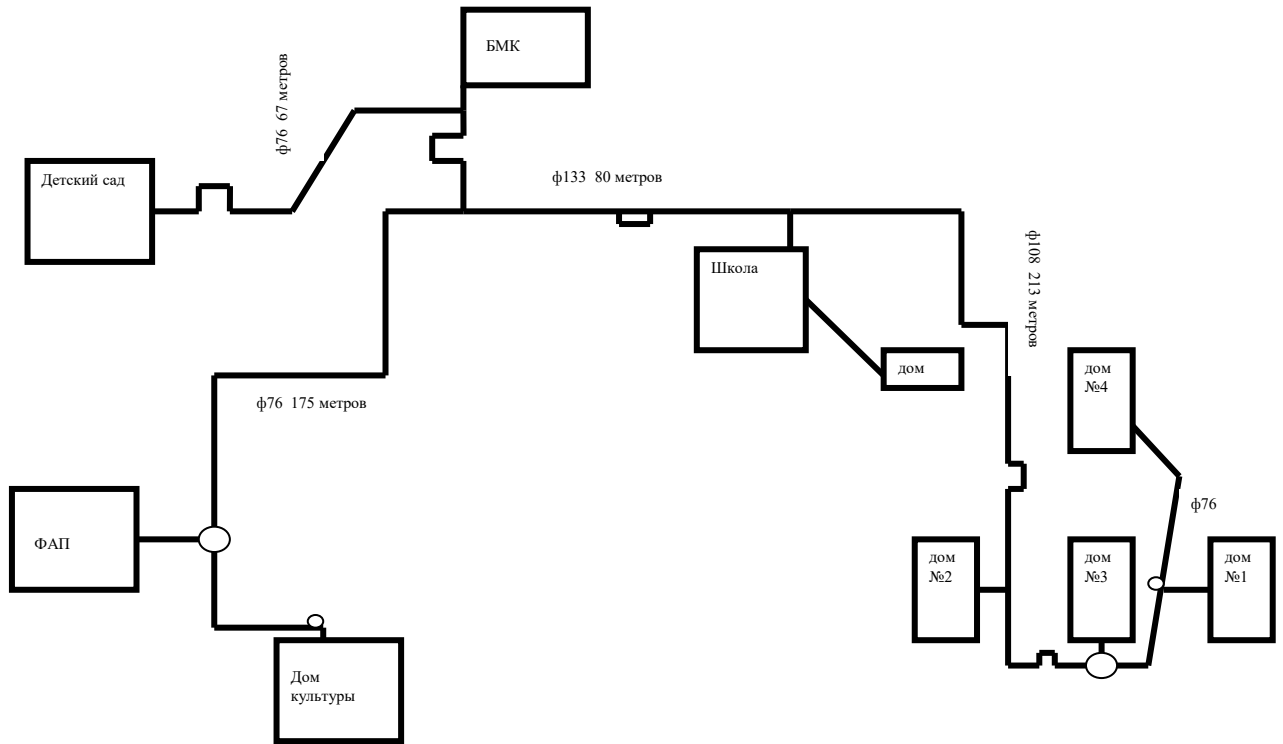 БМК
ф76  67 метров
Детский сад
ф133  80 метров
Школа
ф108  213 метров
дом
дом
№4
ф76  175 метров
ф76
ФАП
дом
№2
дом
№3
дом
№1
Дом
культуры